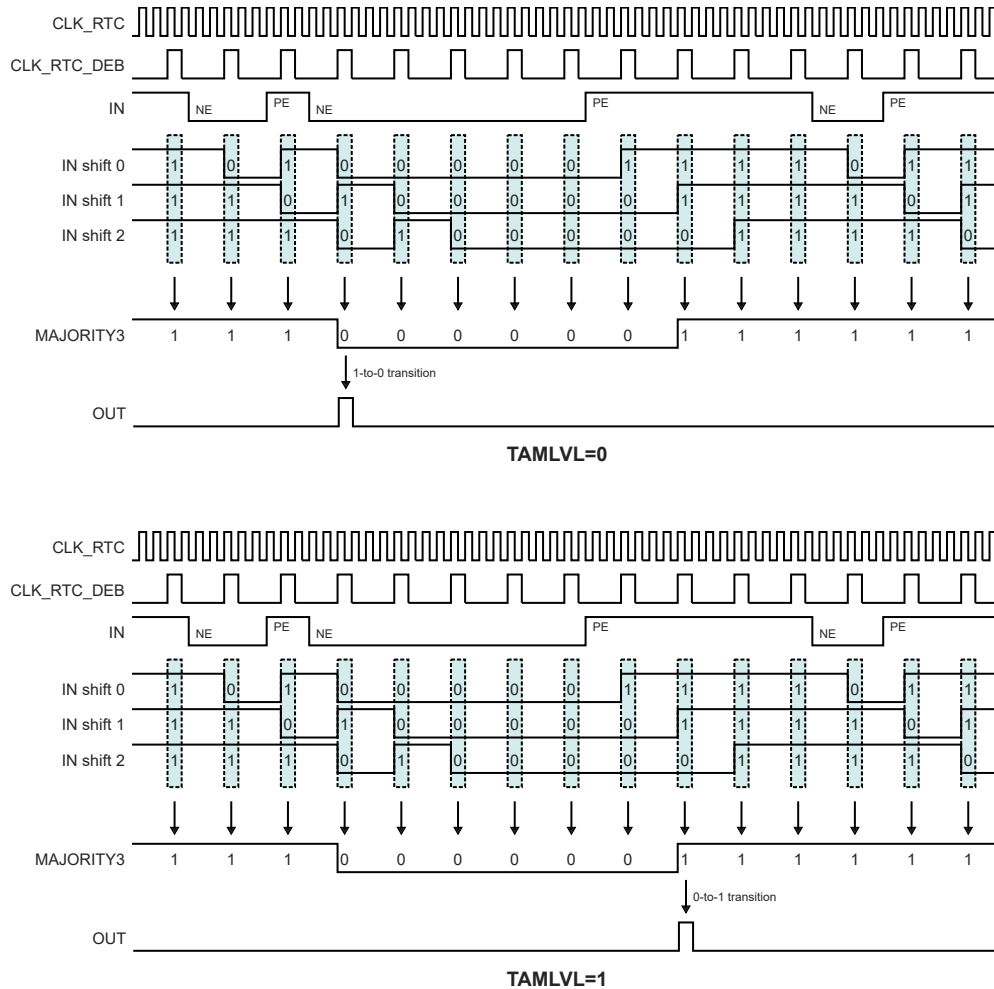 CLK_RTC
CLK_RTC_DEB
IN NE PE NE PE NE PE
IN shift 0 1 0 1 0 0 0 0 0 1 1 1 1 0 1 1
IN shift 1 1 1 0 1 0 0 0 0 0 1 1 1 1 0 1
IN shift 2 1 1 1 0 1 0 0 0 0 0 1 1 1 1 0
MAJORITY3 1 1 1 0 0 0 0 0 0 1 1 1 1 1 1
1-to-0 transition
OUT
TAMLVL=0
CLK_RTC
CLK_RTC_DEB
IN NE PE NE PE NE PE
IN shift 0 1 0 1 0 0 0 0 0 1 1 1 1 0 1 1
IN shift 1 1 1 0 1 0 0 0 0 0 1 1 1 1 0 1
IN shift 2 1 1 1 0 1 0 0 0 0 0 1 1 1 1 0
MAJORITY3 1 1 1 0 0 0 0 0 0 1 1 1 1 1 1
0-to-1 transition
OUT
TAMLVL=1